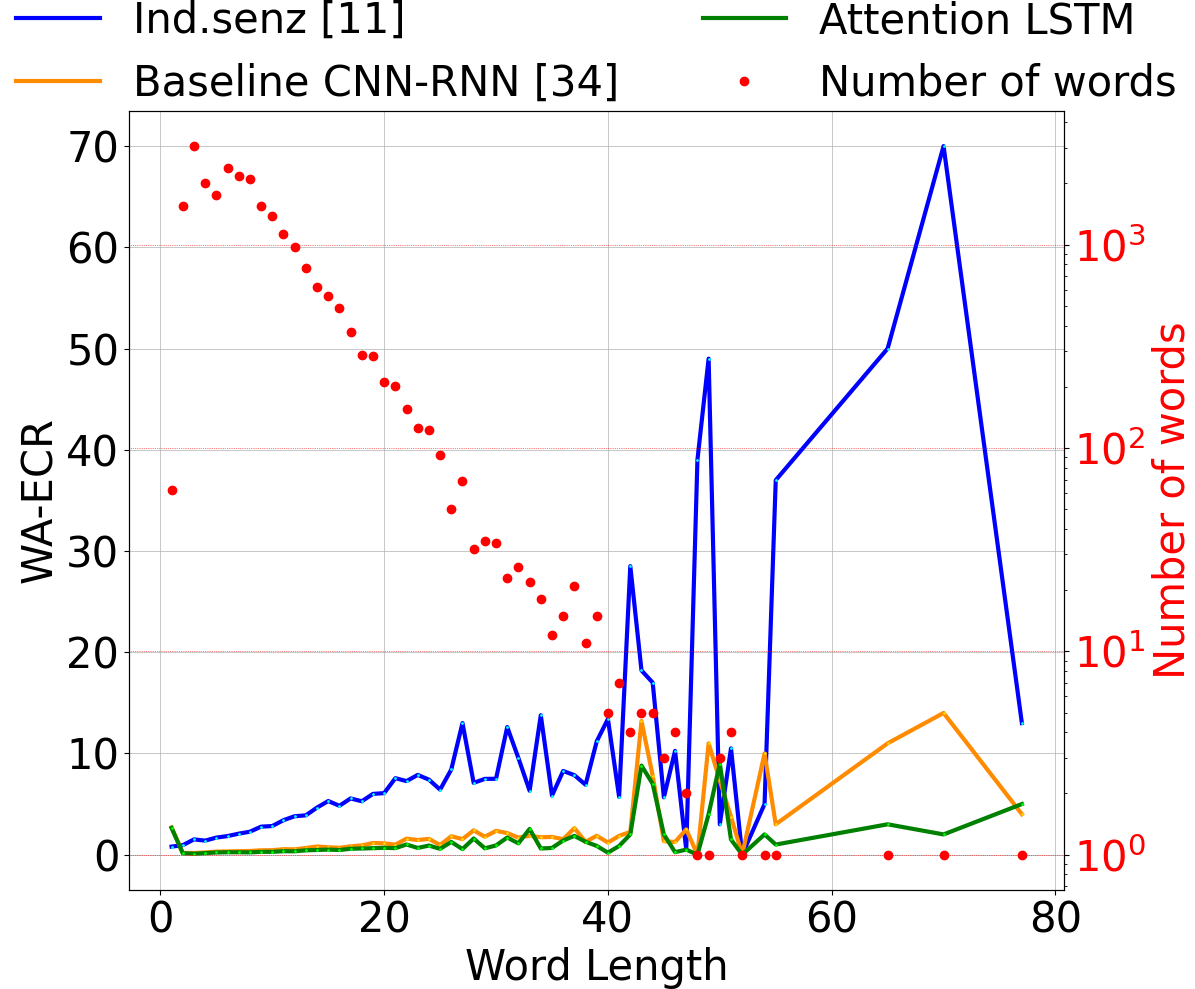 Ind.senz [11]
Attention LSTM
Baseline CNN-RNN [34]
Number of words
70
60
50
40
30
20
10
0
10³
10²
10¹
10⁰
WA-ECR
Number of words
0 20 40 60 80
Word Length